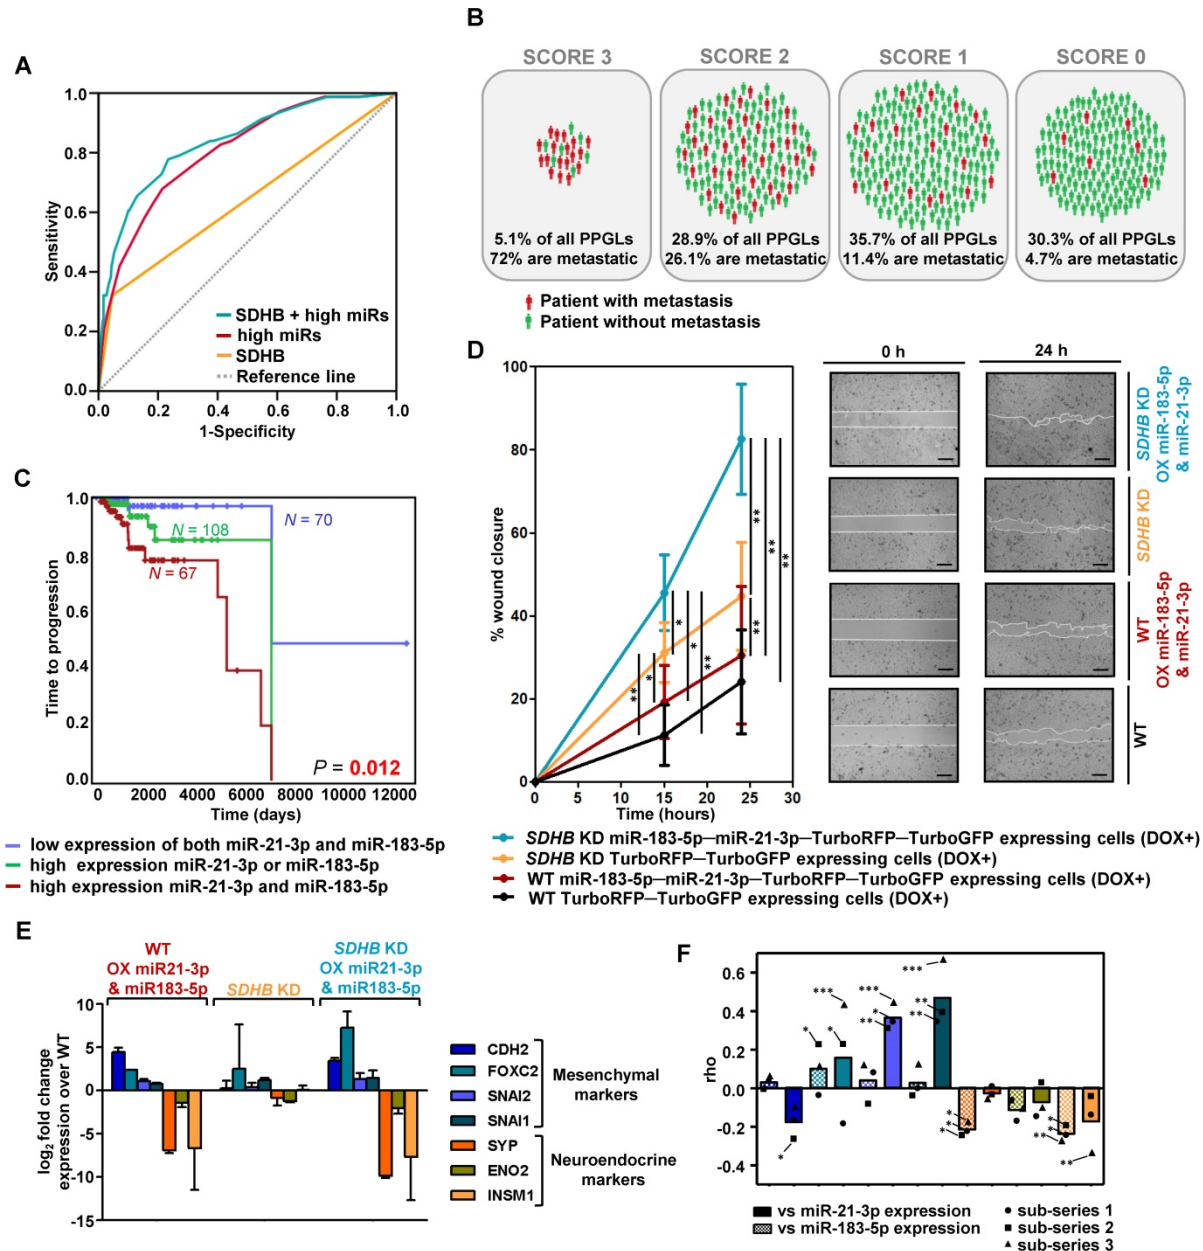 A
1.0
0.8
0.6
0.4
0.2
0.0
Sensitivity
SDHB + high miRs
high miRs
SDHB
Reference line
0.0 0.2 0.4 0.6 0.8 1.0
1-Specificity
B
SCORE 3
SCORE 2
SCORE 1
SCORE 0
5.1% of all PPGLs
72% are metastatic
28.9% of all PPGLs
26.1% are metastatic
35.7% of all PPGLs
11.4% are metastatic
30.3% of all PPGLs
4.7% are metastatic
Patient with metastasis
Patient without metastasis
C
1.0
0.8
0.6
0.4
0.2
0.0
Time to progression
N = 70
N = 108
N = 67
P = 0.012
0 2000 4000 6000 8000 10000 12000
Time (days)
low expression of both miR-21-3p and miR-183-5p
high expression miR-21-3p or miR-183-5p
high expression miR-21-3p and miR-183-5p
D
100
80
60
40
20
0
% wound closure
** * * * ** ** ** ** **
0 5 10 15 20 25 30
Time (hours)
0 h
24 h
SDHB KD
OX miR-183-5p
& miR-21-3p
SDHB KD
WT
OX miR-183-5p
& miR-21-3p
WT
SDHB KD miR-183-5p—miR-21-3p—TurboRFP—TurboGFP expressing cells (DOX+)
SDHB KD TurboRFP—TurboGFP expressing cells (DOX+)
WT miR-183-5p—miR-21-3p—TurboRFP—TurboGFP expressing cells (DOX+)
WT TurboRFP—TurboGFP expressing cells (DOX+)
E
WT
OX miR21-3p
& miR183-5p
SDHB KD
SDHB KD
OX miR21-3p
& miR183-5p
10
5
0
-5
-10
-15
log2 fold change
expression over WT
CDH2
FOXC2
SNAI2
SNAI1
SYP
ENO2
INSM1
Mesenchymal
markers
Neuroendocrine
markers
F
0.6
0.4
0.2
0.0
-0.2
-0.4
rho
* * * *** *** * ** *** ** ** * * * * * ** **
vs miR-21-3p expression
vs miR-183-5p expression
sub-series 1
sub-series 2
sub-series 3